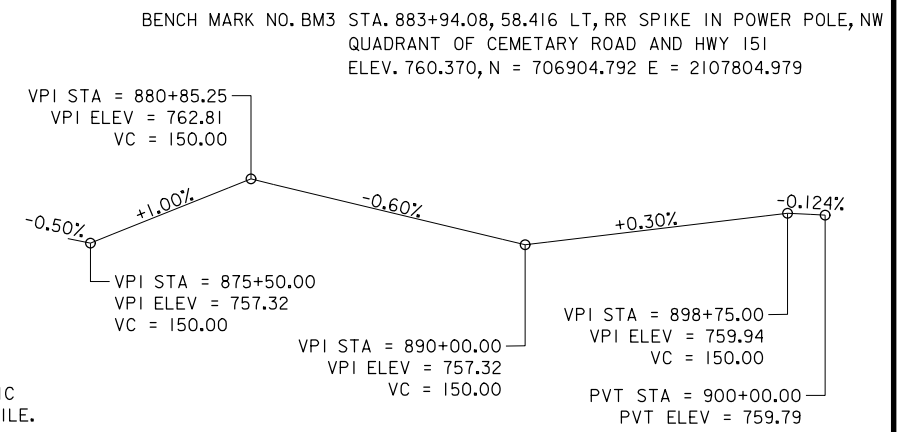 BENCH MARK NO. BM3 STA. 883+94.08, 58.416 LT, RR SPIKE IN POWER POLE, NW
QUADRANT OF CEMETARY ROAD AND HWY 151
ELEV. 760.370, N = 706904.792 E = 2107804.979
VPI STA = 880+85.25
VPI ELEV = 762.81
VC = 150.00
-0.50%
+1.00%
-0.60%
+0.30%
-0.124%
VPI STA = 875+50.00
VPI ELEV = 757.32
VC = 150.00
VPI STA = 890+00.00
VPI ELEV = 757.32
VC = 150.00
VPI STA = 898+75.00
VPI ELEV = 759.94
VC = 150.00
PVT STA = 900+00.00
PVT ELEV = 759.79
IC
ILE.